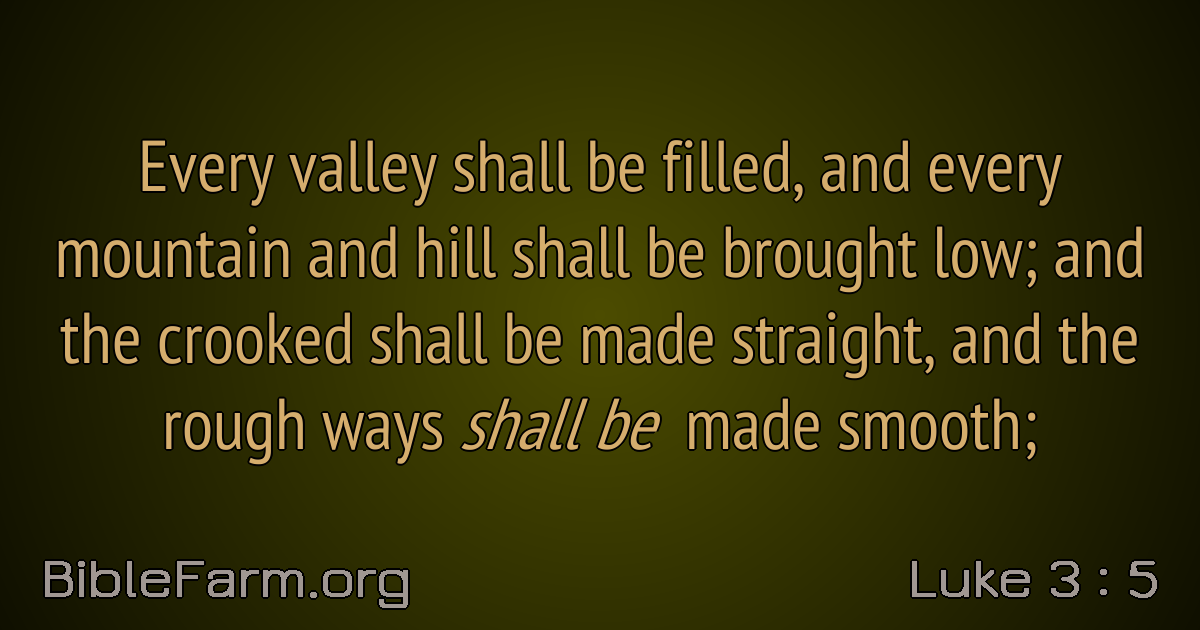 Every valley shall be filled, and every
mountain and hill shall be brought low; and
the crooked shall be made straight, and the
rough ways shall be made smooth;
BibleFarm.org
Luke 3 : 5